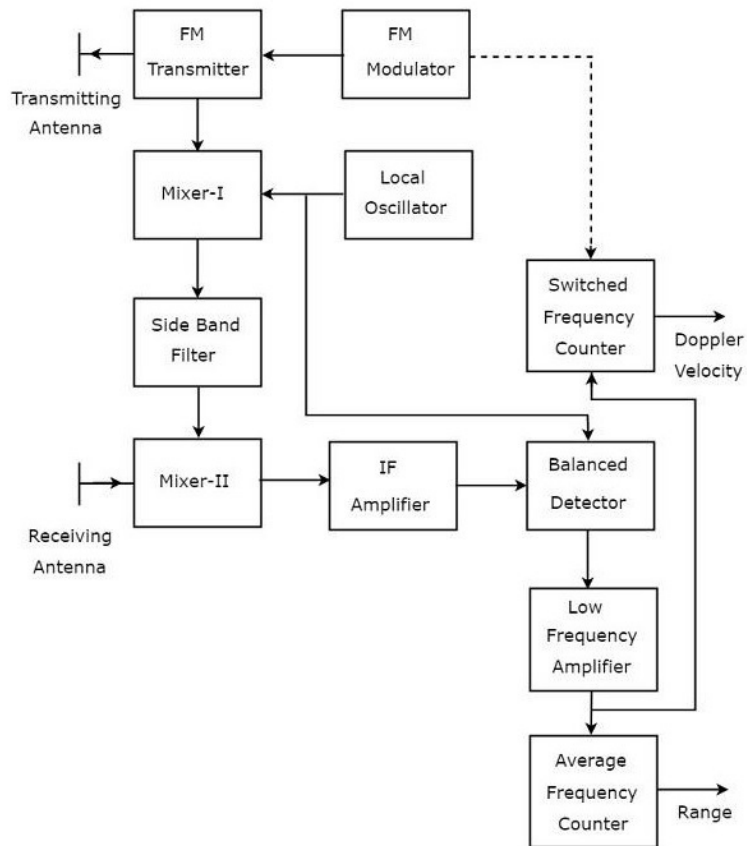 FM
Transmitter
FM
Modulator
Transmitting
Antenna
Mixer-I
Local
Oscillator
Side Band
Filter
Switched
Frequency
Counter
Doppler
Velocity
Mixer-II
IF
Amplifier
Balanced
Detector
Receiving
Antenna
Low
Frequency
Amplifier
Average
Frequency
Counter
Range